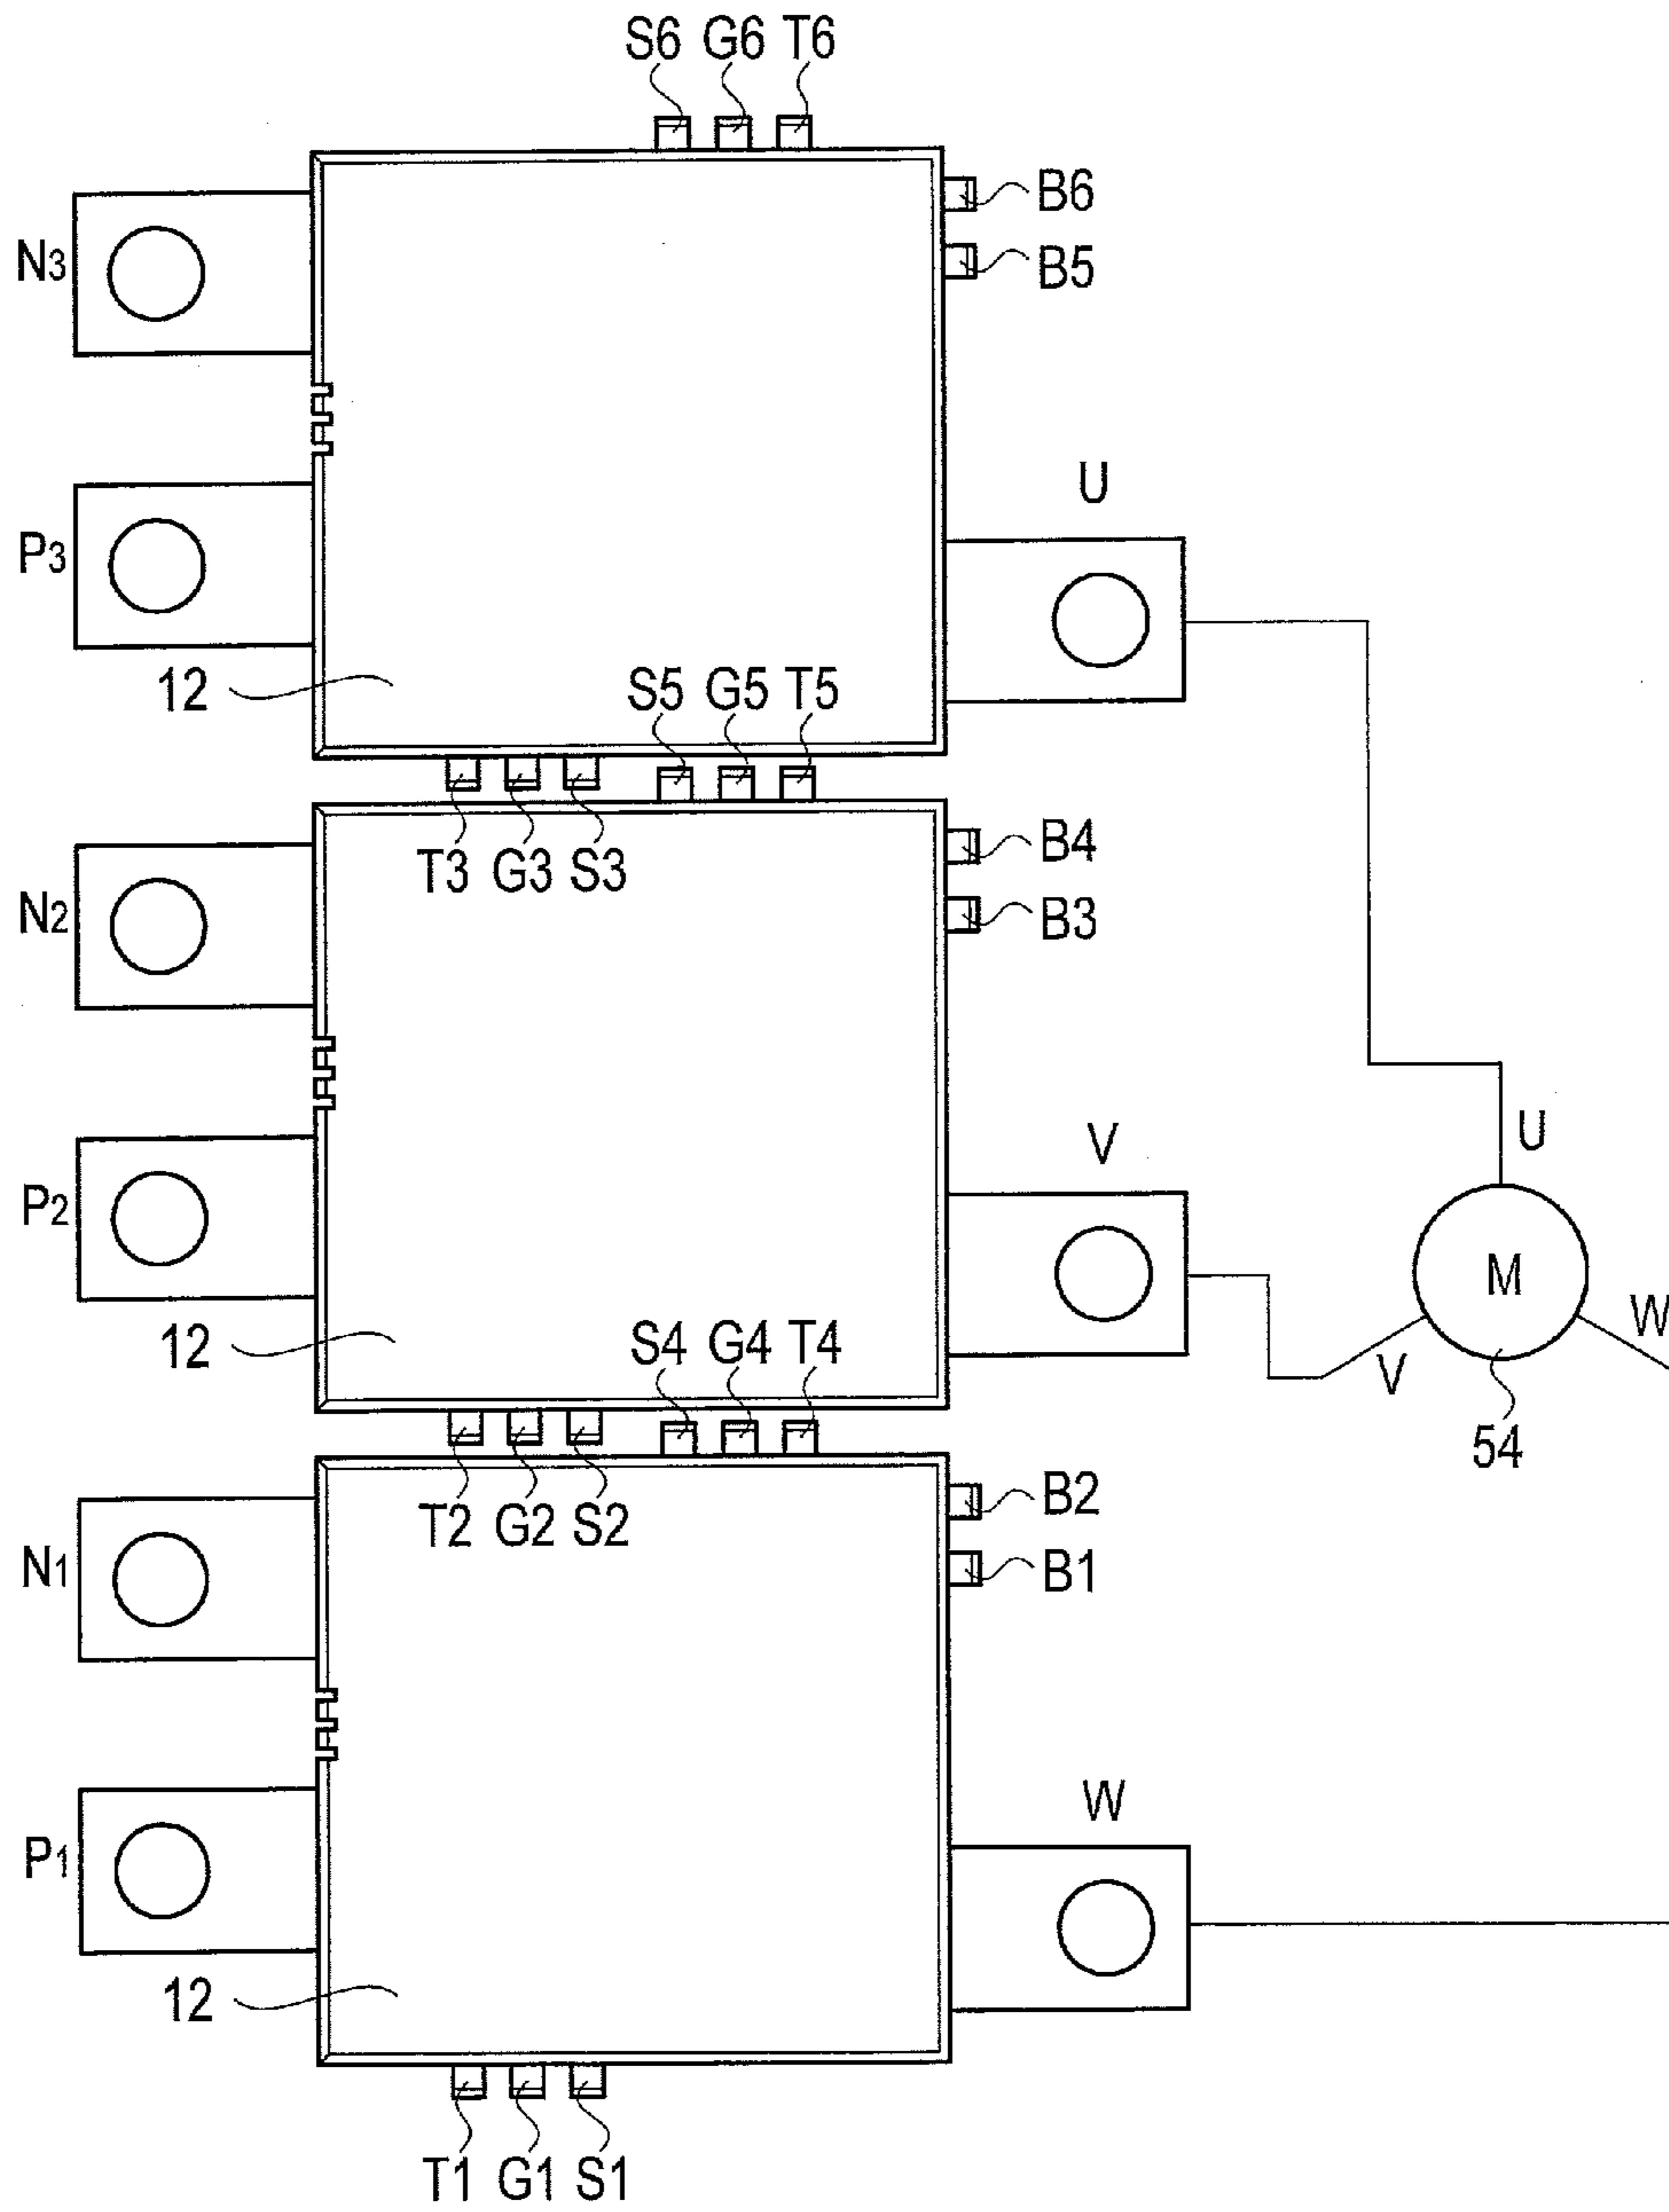 S6 G6 T6
B6
N3
B5
U
P3
12
S5 G5 T5
T3 G3 S3
B4
N2
B3
U
V
P2
M
W
12
S4 G4 T4
V
54
T2 G2 S2
B2
N1
B1
W
P1
12
T1 G1 S1